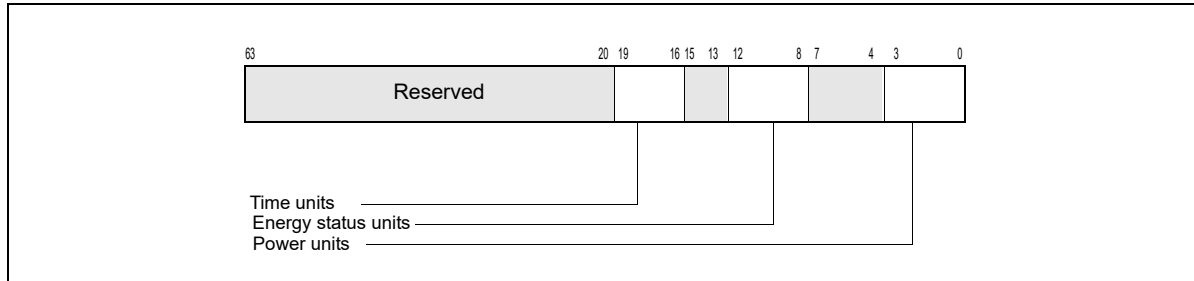 63 20 19 16 15 13 12 8 7 4 3 0
Reserved
Time units
Energy status units
Power units